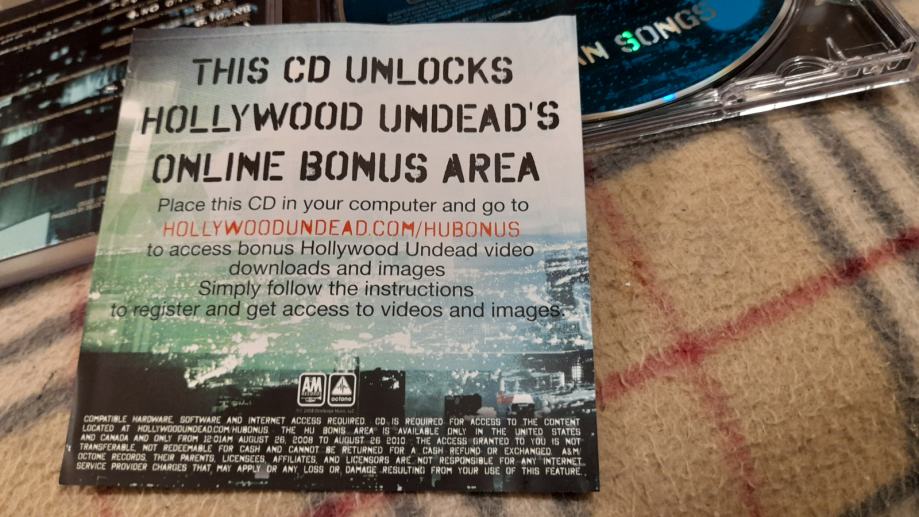 THIS CD UNLOCKS
HOLLYWOOD UNDEAD'S
ONLINE BONUS AREA
Place this CD in your computer and go to
HOLLYWOODUNDEAD.COM/HUBONUS
to access bonus Hollywood Undead video
downloads and images
Simply follow the instructions
to register and get access to videos and images.
AM RECORDS
octone
COMPATIBLE HARDWARE, SOFTWARE AND INTERNET ACCESS REQUIRED. CD IS REQUIRED FOR ACCESS TO THE CONTENT
LOCATED AT HOLLYWOODUNDEAD.COM/HUBONUS. THE HU BONUS AREA IS AVAILABLE ONLY IN THE UNITED STATES
AND CANADA AND ONLY FROM 12:01AM AUGUST 26, 2008 TO AUGUST 26 2010. THE ACCESS GRANTED TO YOU IS NOT
TRANSFERABLE, NOT REDEEMABLE FOR CASH AND CANNOT BE RETURNED FOR A CASH REFUND OR EXCHANGED. A&M/
OCTONE RECORDS, THEIR PARENTS, LICENSEES, AFFILIATES, AND LICENSORS ARE NOT RESPONSIBLE FOR ANY INTERNET
SERVICE PROVIDER CHARGES THAT MAY APPLY OR ANY LOSS OR DAMAGE RESULTING FROM YOUR USE OF THIS FEATURE.
AN SONGS